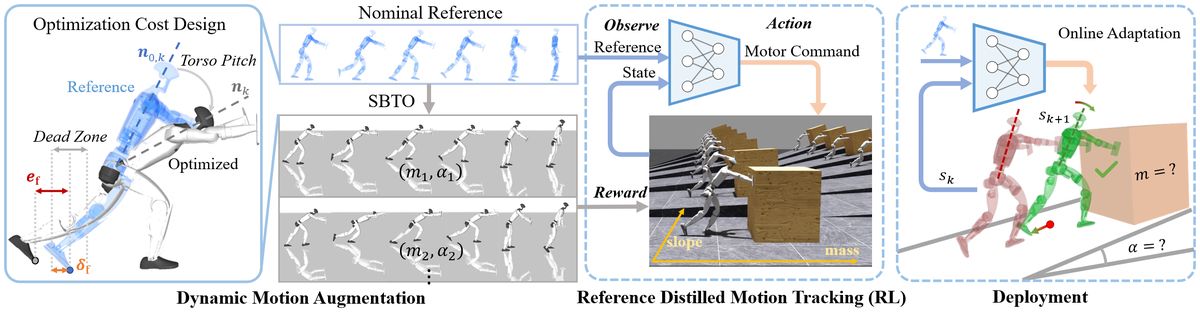 Optimization Cost Design
n₀,ₖ
Torso Pitch
nₖ
Reference
Dead Zone
Optimized
e_f
δ_f
Nominal Reference
SBTO
(m₁, α₁)
(m₂, α₂)
⋮
Dynamic Motion Augmentation
Observe
Action
Reference
Motor Command
State
Reward
slope
mass
Reference Distilled Motion Tracking (RL)
Online Adaptation
sₖ₊₁
sₖ
m = ?
α = ?
Deployment